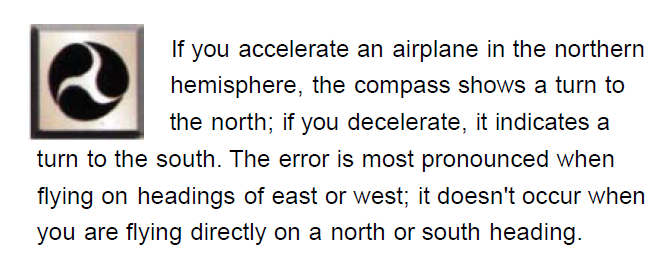 If you accelerate an airplane in the northern
hemisphere, the compass shows a turn to
the north; if you decelerate, it indicates a
turn to the south. The error is most pronounced when
flying on headings of east or west; it doesn't occur when
you are flying directly on a north or south heading.